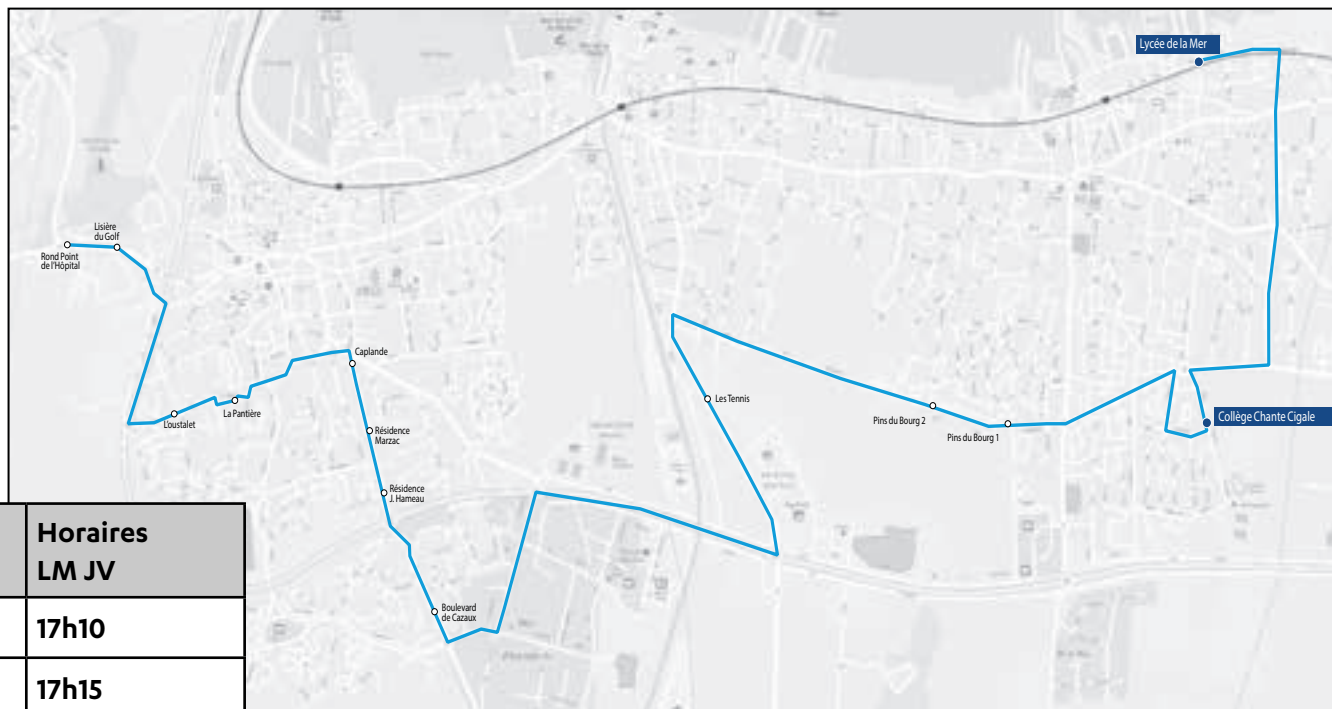 Lycée de la Mer
Lisière
du Golf
Rond Point
de l'Hôpital
Caplande
L'oustalet
La Pantière
Résidence
Marzac
Les Tennis
Pins du Bourg 2
Pins du Bourg 1
Collège Chante Cigale
Résidence
J. Hameau
Boulevard
de Cazaux
Horaires
LM JV
17h10
17h15